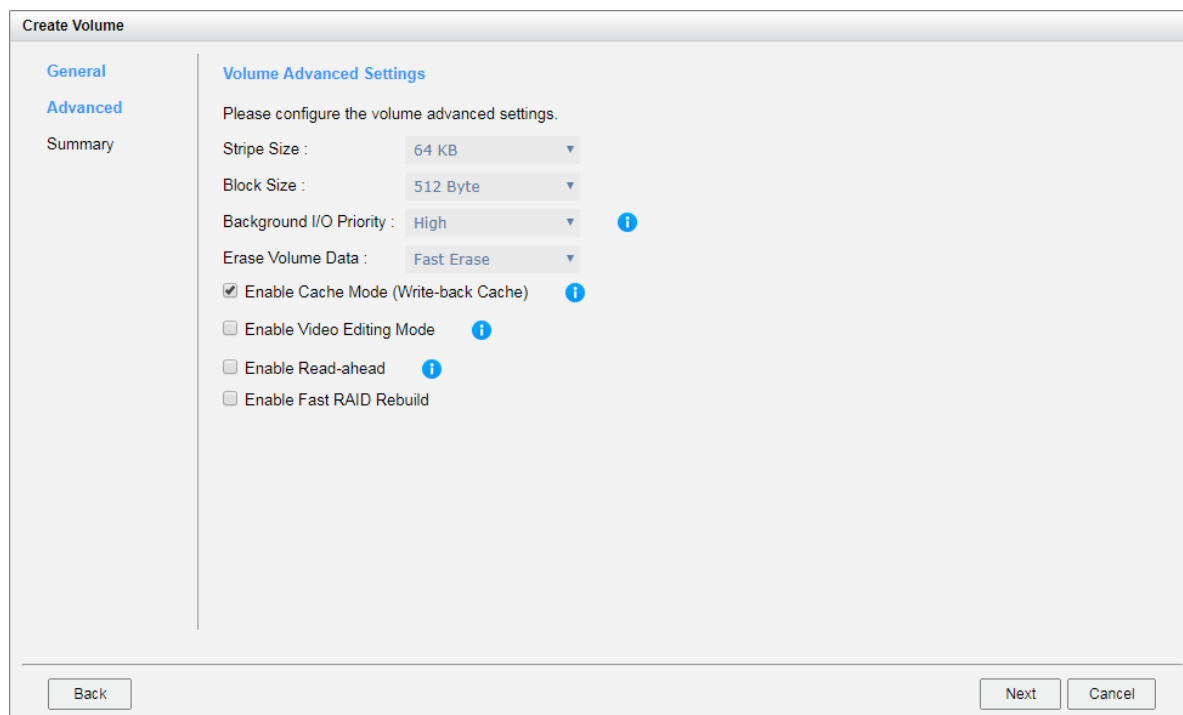 Create Volume
General
Advanced
Summary
Volume Advanced Settings
Please configure the volume advanced settings.
Stripe Size : 64 KB
Block Size : 512 Byte
Background I/O Priority : High
Erase Volume Data : Fast Erase
Enable Cache Mode (Write-back Cache)
Enable Video Editing Mode
Enable Read-ahead
Enable Fast RAID Rebuild
Back Next Cancel